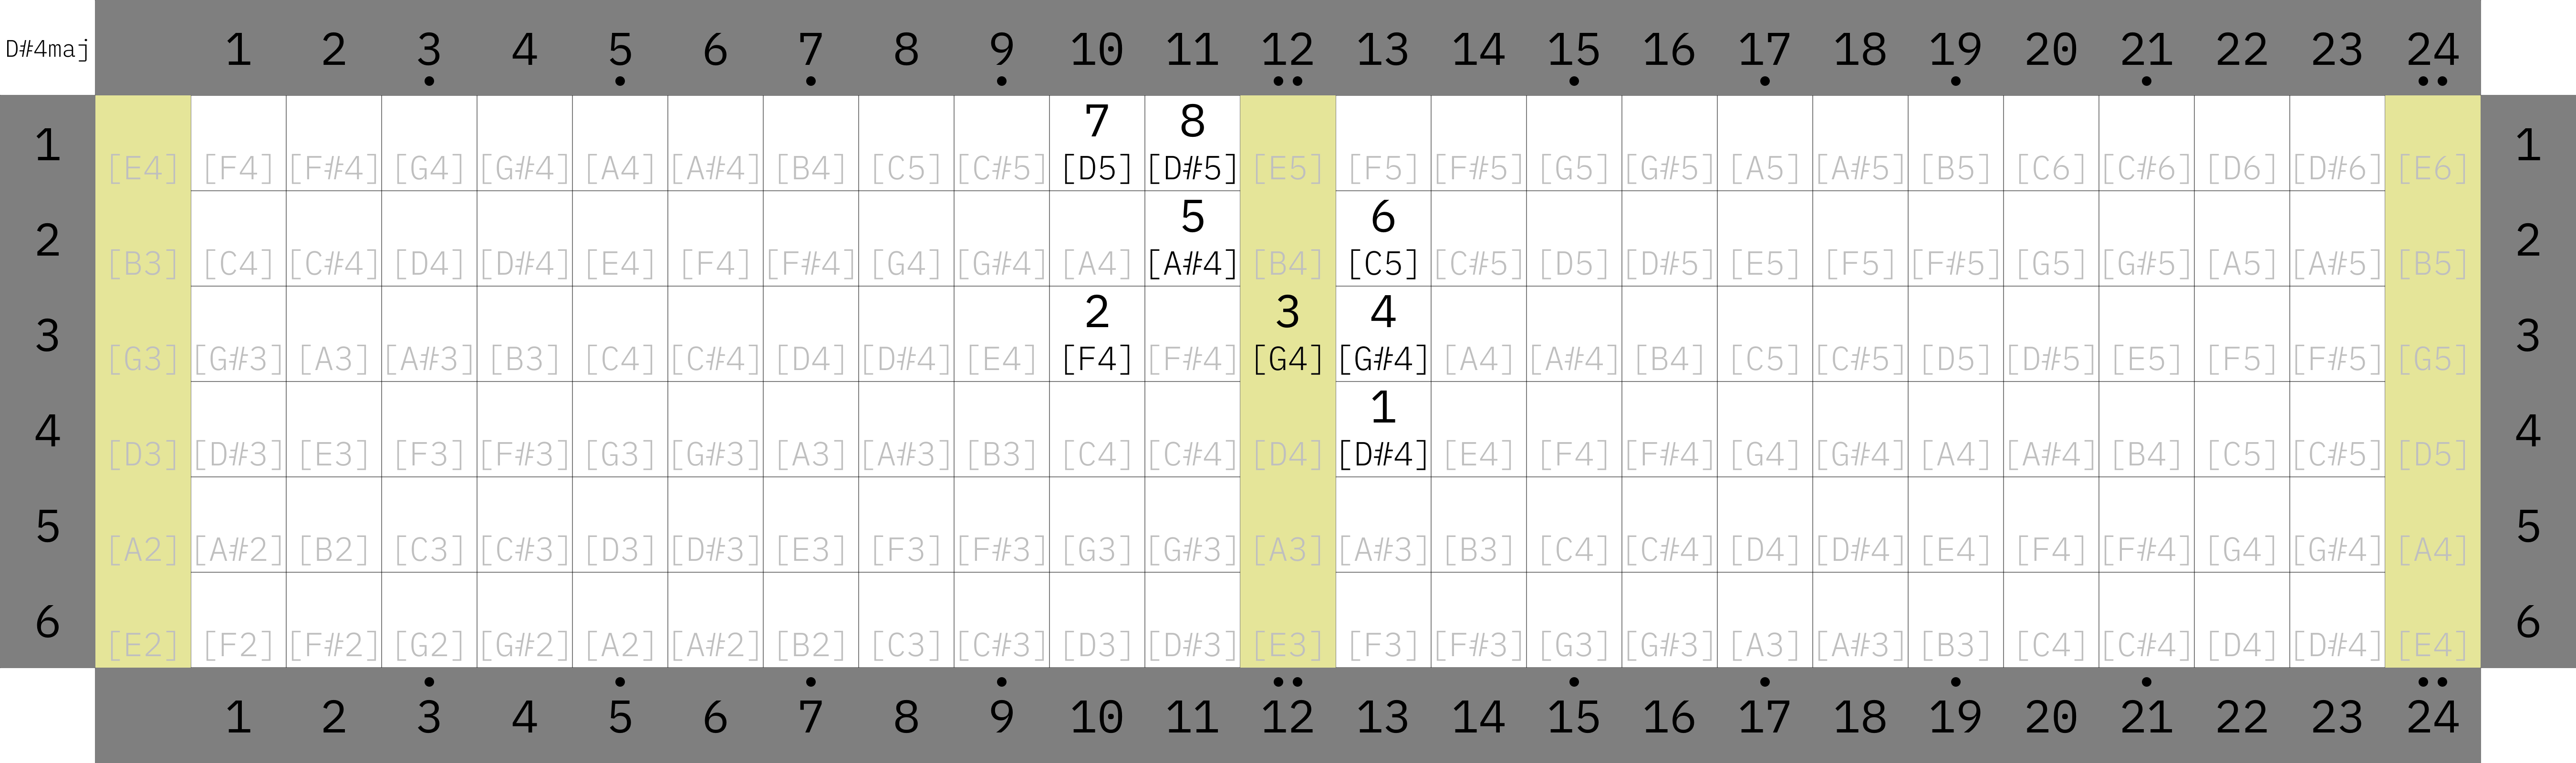 D#4maj 1 2 3 4 5 6 7 8 9 10 11 12 13 14 15 16 17 18 19 20 21 22 23 24
7 8
1 [E4] [F4] [F#4] [G4] [G#4] [A4] [A#4] [B4] [C5] [C#5] [D5] [D#5] [E5] [F5] [F#5] [G5] [G#5] [A5] [A#5] [B5] [C6] [C#6] [D6] [D#6] [E6] 1
5 6
2 [B3] [C4] [C#4] [D4] [D#4] [E4] [F4] [F#4] [G4] [G#4] [A4] [A#4] [B4] [C5] [C#5] [D5] [D#5] [E5] [F5] [F#5] [G5] [G#5] [A5] [A#5] [B5] 2
2 3 4
3 [G3] [G#3] [A3] [A#3] [B3] [C4] [C#4] [D4] [D#4] [E4] [F4] [F#4] [G4] [G#4] [A4] [A#4] [B4] [C5] [C#5] [D5] [D#5] [E5] [F5] [F#5] [G5] 3
1
4 [D3] [D#3] [E3] [F3] [F#3] [G3] [G#3] [A3] [A#3] [B3] [C4] [C#4] [D4] [D#4] [E4] [F4] [F#4] [G4] [G#4] [A4] [A#4] [B4] [C5] [C#5] [D5] 4
5 [A2] [A#2] [B2] [C3] [C#3] [D3] [D#3] [E3] [F3] [F#3] [G3] [G#3] [A3] [A#3] [B3] [C4] [C#4] [D4] [D#4] [E4] [F4] [F#4] [G4] [G#4] [A4] 5
6 [E2] [F2] [F#2] [G2] [G#2] [A2] [A#2] [B2] [C3] [C#3] [D3] [D#3] [E3] [F3] [F#3] [G3] [G#3] [A3] [A#3] [B3] [C4] [C#4] [D4] [D#4] [E4] 6
1 2 3 4 5 6 7 8 9 10 11 12 13 14 15 16 17 18 19 20 21 22 23 24